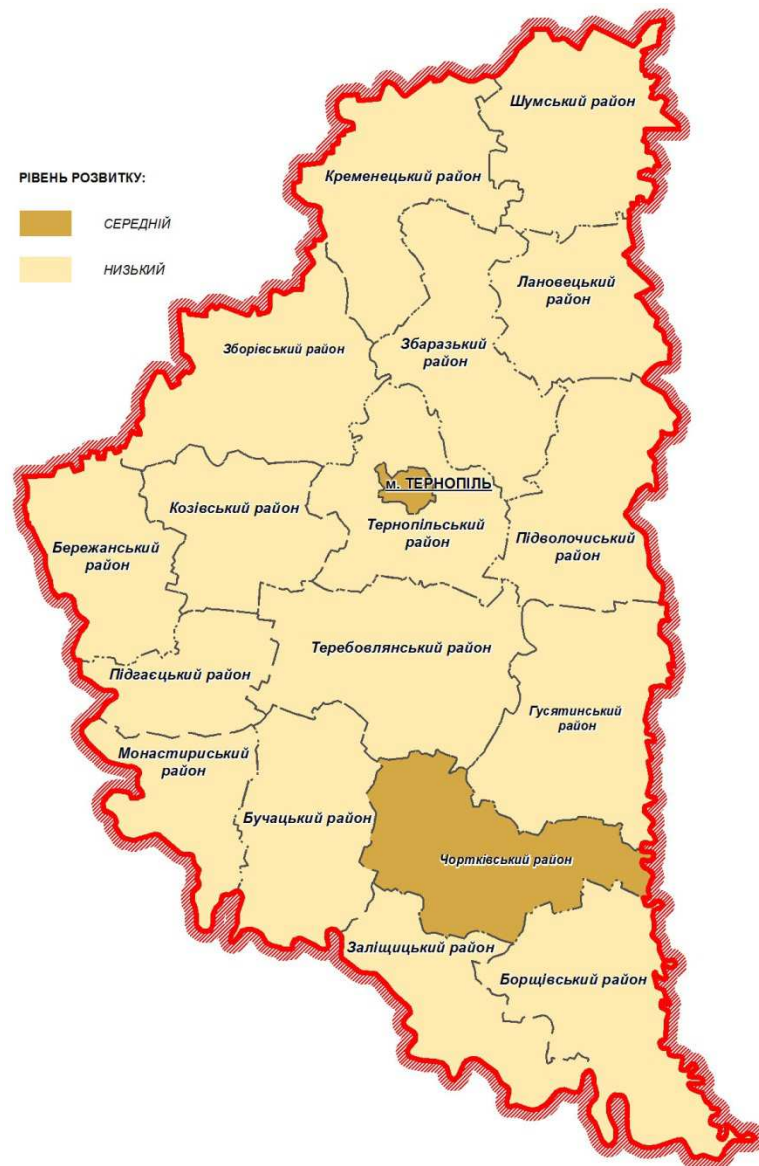 Шумський район
Кременецький район
РІВЕНЬ РОЗВИТКУ:
СЕРЕДНІЙ
НИЗЬКИЙ
Лановецький
район
Зборівський район
Збаразький
район
м. ТЕРНОПІЛЬ
Козівський район
Тернопільський
район
Підволочиський
район
Бережанський
район
Теребовлянський район
Підгаєцький район
Гусятинський
район
Монастириський
район
Бучацький район
Чортківський район
Заліщицький район
Борщівський район